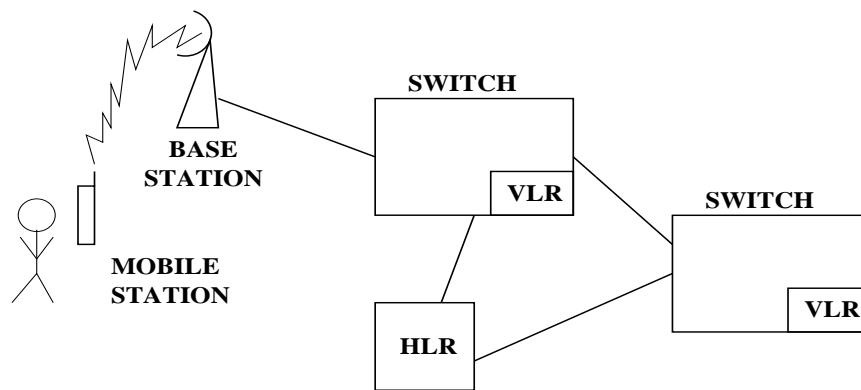 SWITCH
BASE
STATION
VLR
SWITCH
MOBILE
STATION
HLR
VLR